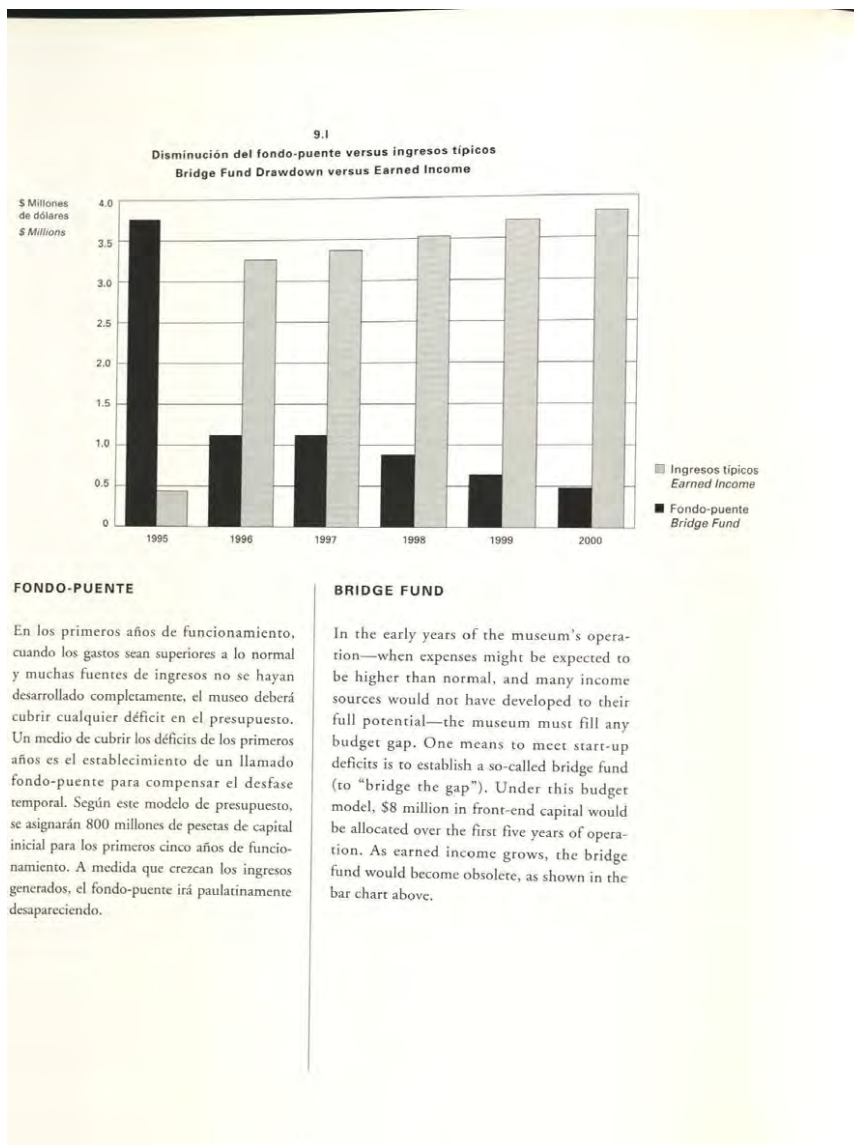 9.1
Disminución del fondo-puente versus ingresos típicos
Bridge Fund Drawdown versus Earned Income
$ Millones
de dólares
$ Millions
4.0
3.5
3.0
2.5
2.0
1.5
1.0
0.5
0
1995 1996 1997 1998 1999 2000
Ingresos típicos
Earned Income
Fondo-puente
Bridge Fund
FONDO-PUENTE
En los primeros años de funcionamiento,
cuando los gastos sean superiores a lo normal
y muchas fuentes de ingresos no se hayan
desarrollado completamente, el museo deberá
cubrir cualquier déficit en el presupuesto.
Un medio de cubrir los déficits de los primeros
años es el establecimiento de un llamado
fondo-puente para compensar el desfase
temporal. Según este modelo de presupuesto,
se asignarán 800 millones de pesetas de capital
inicial para los primeros cinco años de funcio-
namiento. A medida que crezcan los ingresos
generados, el fondo-puente irá paulatinamente
desapareciendo.
BRIDGE FUND
In the early years of the museum's opera-
tion—when expenses might be expected to
be higher than normal, and many income
sources would not have developed to their
full potential—the museum must fill any
budget gap. One means to meet start-up
deficits is to establish a so-called bridge fund
(to "bridge the gap"). Under this budget
model, $8 million in front-end capital would
be allocated over the first five years of opera-
tion. As earned income grows, the bridge
fund would become obsolete, as shown in the
bar chart above.